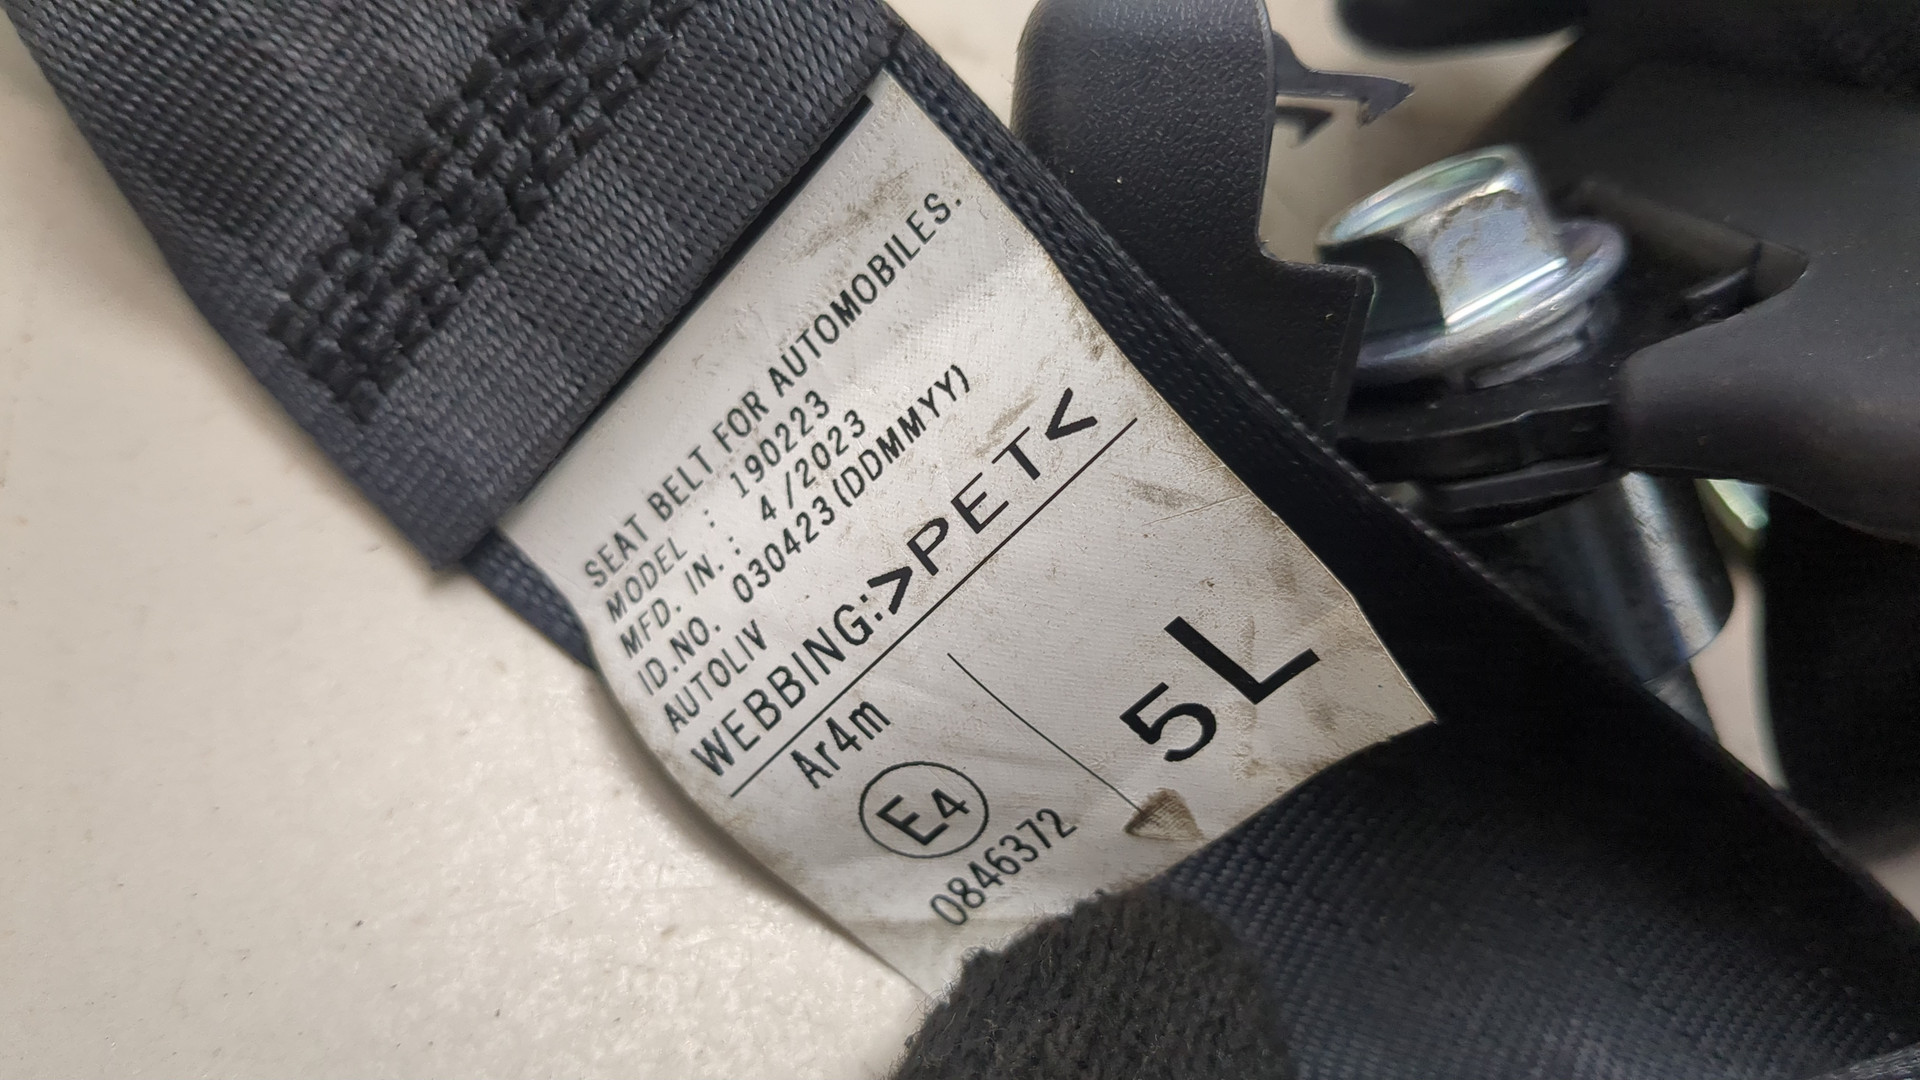 SEAT BELT FOR AUTOMOBILES.
MODEL : 190223
MFD. IN. : 4/2023
ID.NO. 030423(DDMMYY)
AUTOLIV
WEBBING:>PET<
Ar4m
E4
0846372
5L